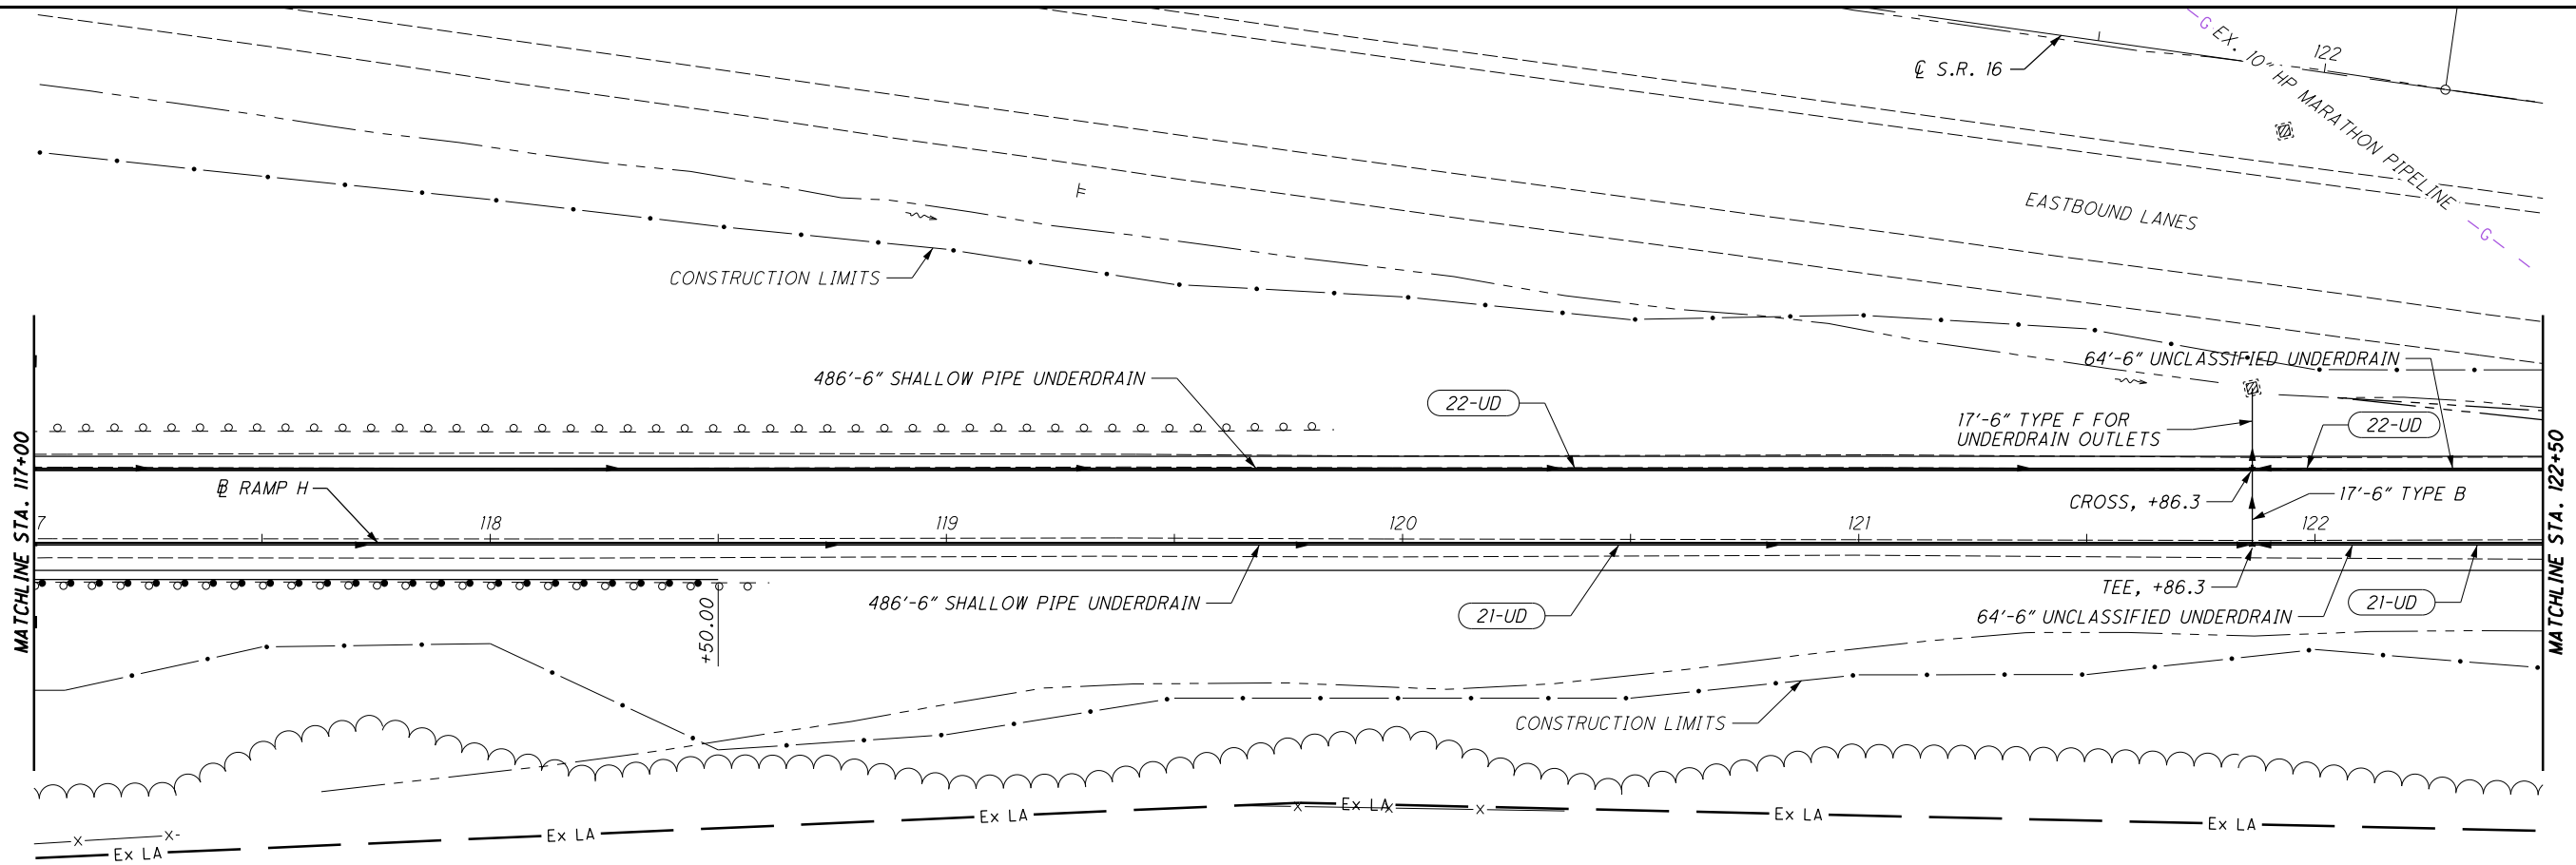 G
EX. 10" HP MARATHON PIPELINE
122
℄ S.R. 16
EASTBOUND LANES
G
CONSTRUCTION LIMITS
486'-6" SHALLOW PIPE UNDERDRAIN
22-UD
64'-6" UNCLASSIFIED UNDERDRAIN
17'-6" TYPE F FOR
UNDERDRAIN OUTLETS
22-UD
MATCHLINE STA. 117+00
MATCHLINE STA. 122+50
RAMP H
CROSS, +86.3
17'-6" TYPE B
7
118
119
120
121
122
TEE, +86.3
486'-6" SHALLOW PIPE UNDERDRAIN
21-UD
64'-6" UNCLASSIFIED UNDERDRAIN
21-UD
+50.00
CONSTRUCTION LIMITS
X
X
Ex LA
Ex LA
Ex LA
X
Ex LA
X
X
Ex LA
Ex LA